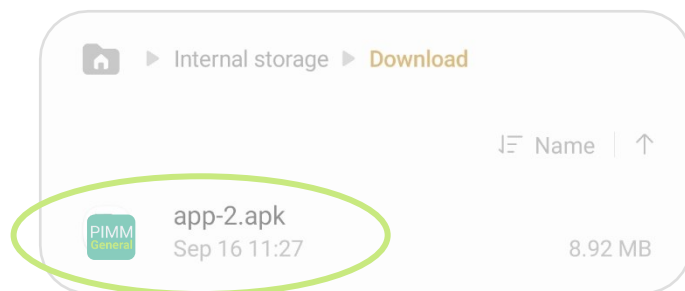 Internal storage Download
Name
app-2.apk
PIMM
General
Sep 16 11:27
8.92 MB